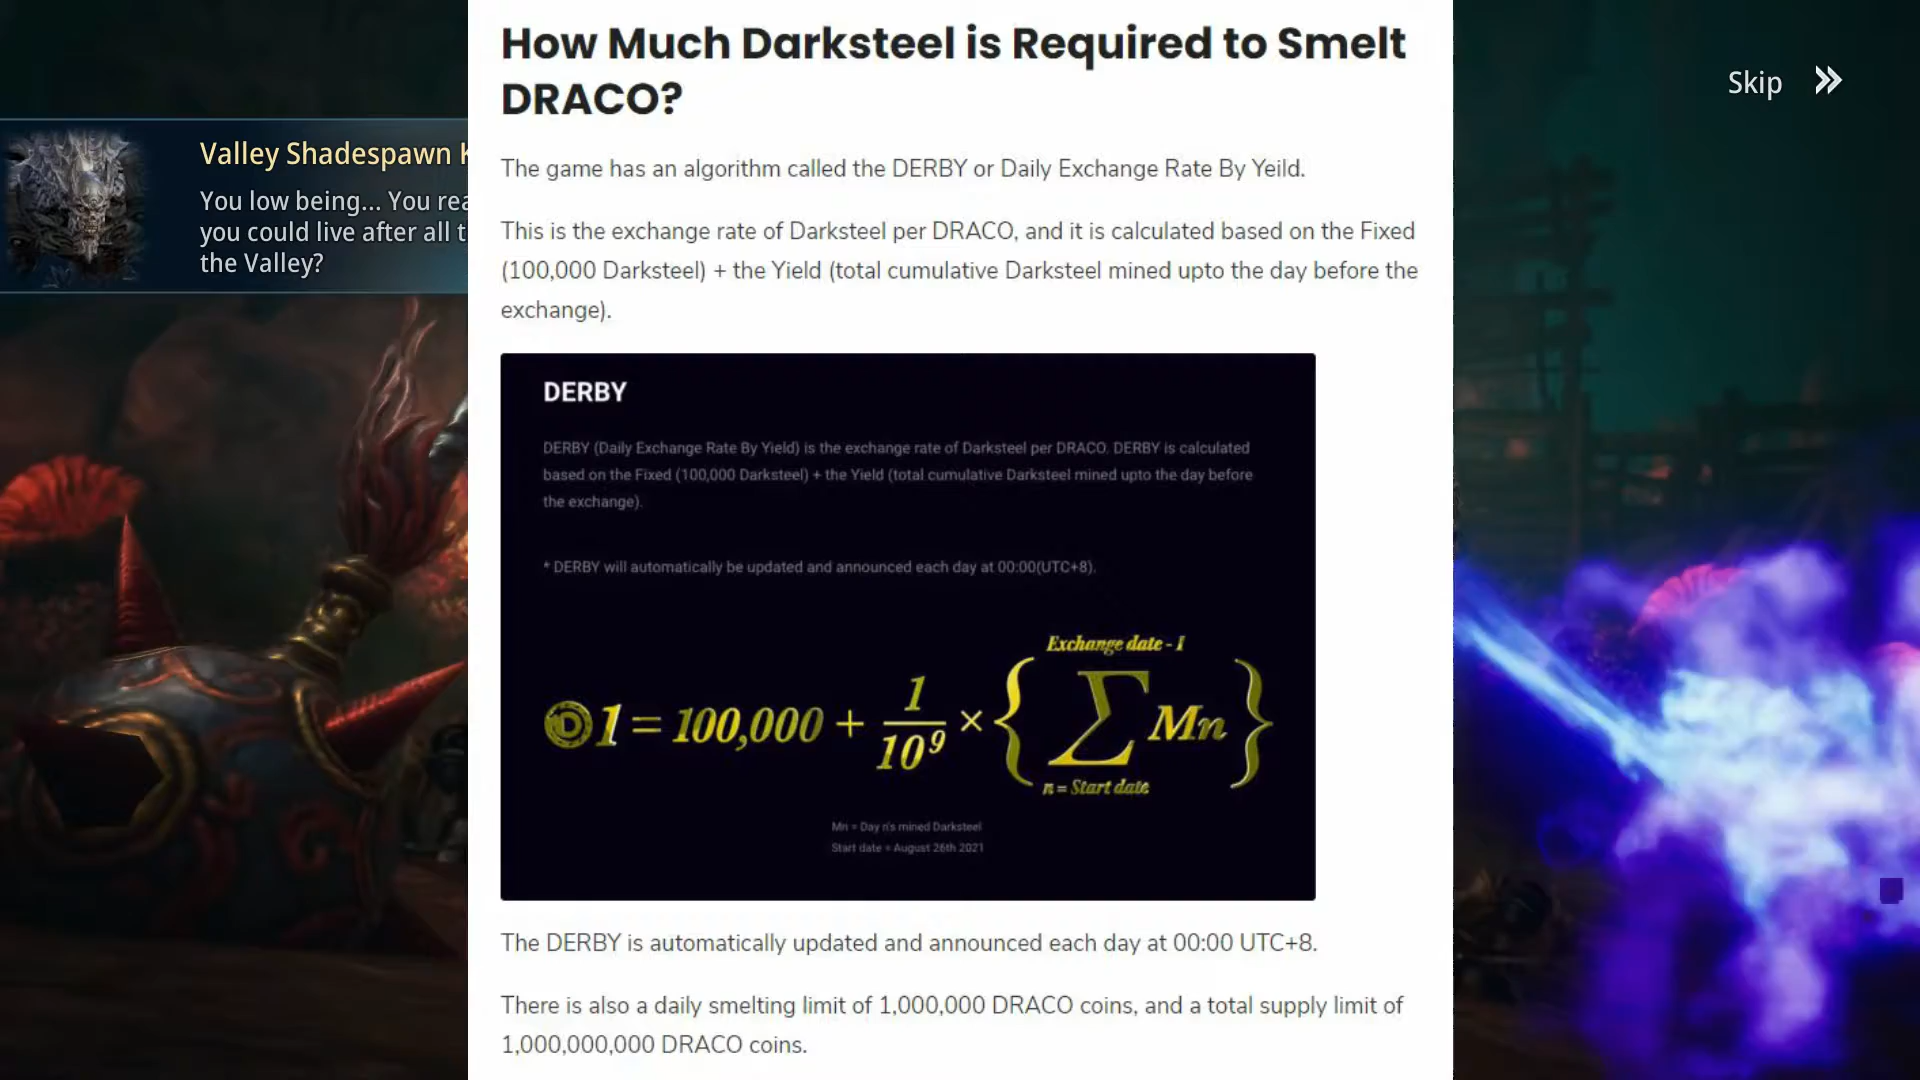 How Much Darksteel is Required to Smelt
DRACO?
Skip
Valley Shadespawn K
You low being... You rea
you could live after all t
the Valley?
The game has an algorithm called the DERBY or Daily Exchange Rate By Yeild.
This is the exchange rate of Darksteel per DRACO, and it is calculated based on the Fixed
(100,000 Darksteel) + the Yield (total cumulative Darksteel mined upto the day before the
exchange).
DERBY
DERBY (Daily Exchange Rate By Yield) is the exchange rate of Darksteel per DRACO. DERBY is calculated
based on the Fixed (100,000 Darksteel) + the Yield (total cumulative Darksteel mined upto the day before
the exchange).
* DERBY will automatically be updated and announced each day at 00:00(UTC+8).
Exchange date - 1
D 1 = 100,000 + 1/10⁹ × { ∑ Mn }
n = Start date
Mn = Day n's mined Darksteel
Start date = August 26th 2021
The DERBY is automatically updated and announced each day at 00:00 UTC+8.
There is also a daily smelting limit of 1,000,000 DRACO coins, and a total supply limit of
1,000,000,000 DRACO coins.